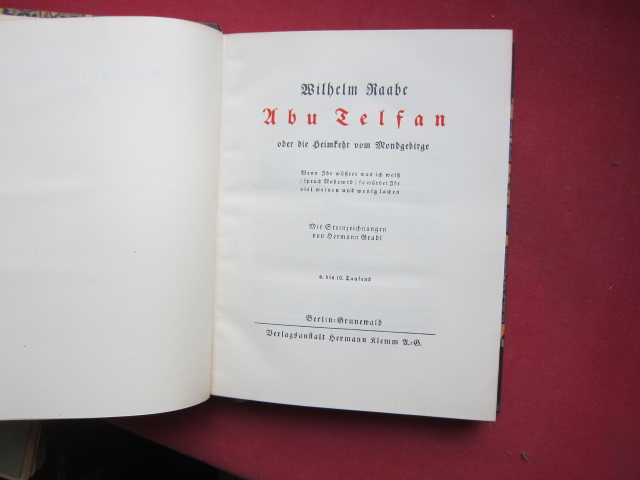 Wilhelm Raabe
Abu Telfan
oder die Heimkehr vom Mondgebirge
Wenn Ihr wüßtet was ich weiß
/ sprach Mahomed / so würdet Ihr
viel weinen und wenig lachen
Mit Steinzeichnungen
von Hermann Gradl
6. bis 10. Tausend
Berlin-Grunewald
Verlagsanstalt Hermann Klemm A.-G.